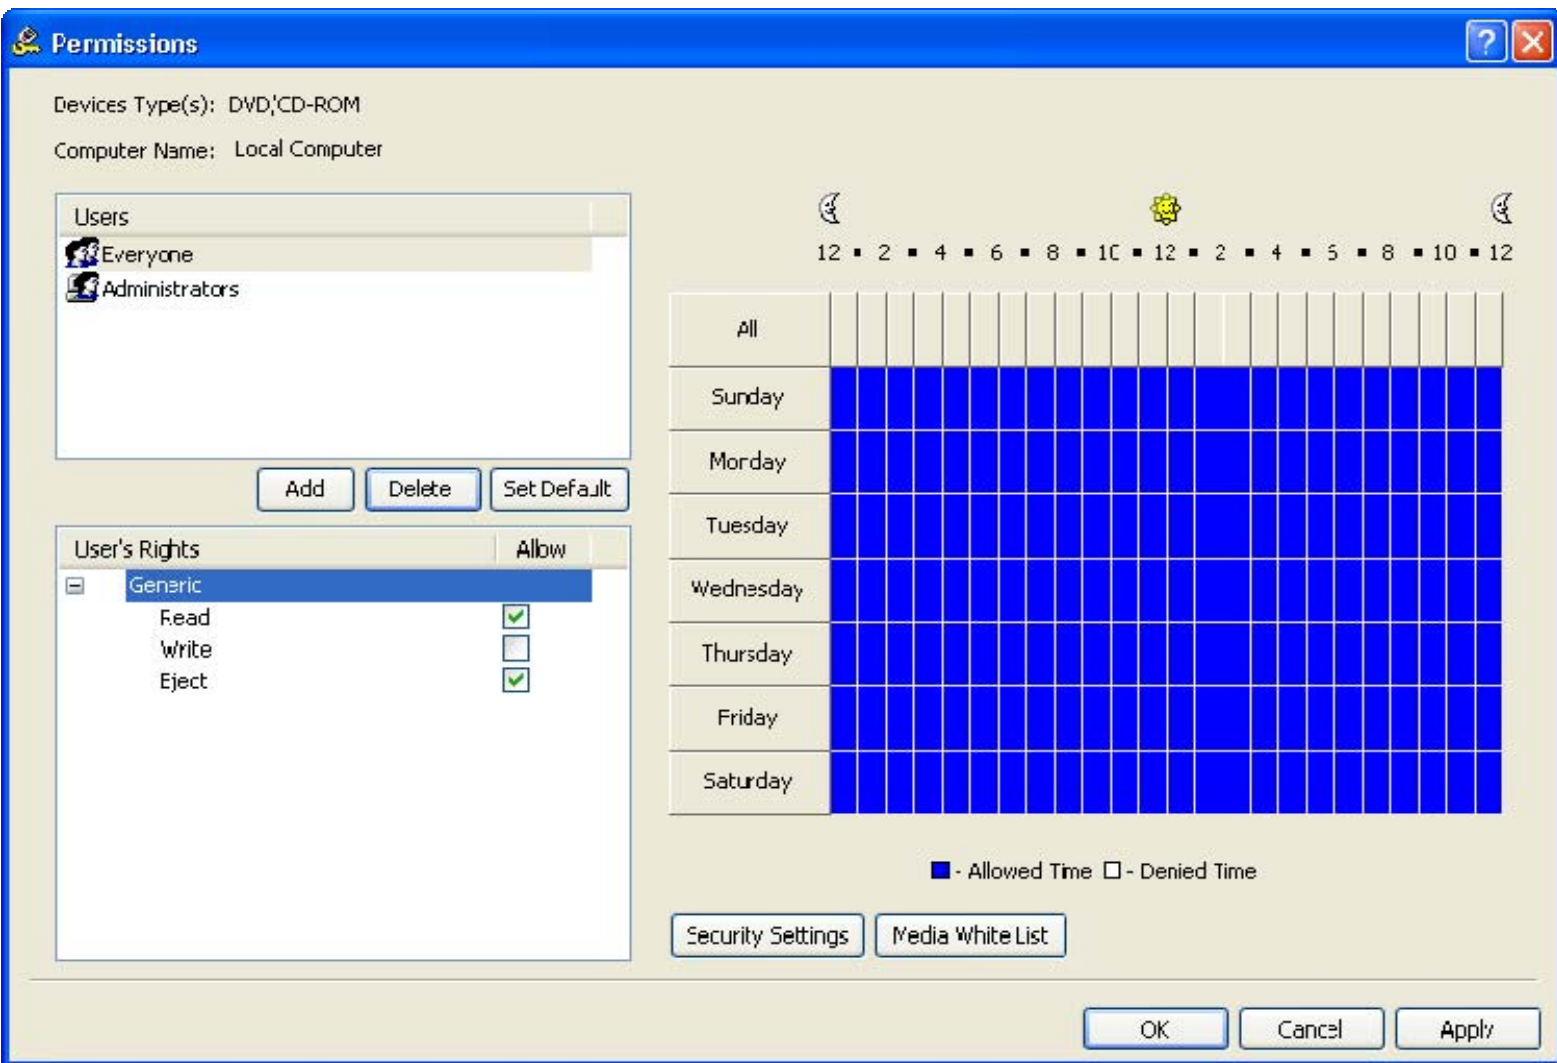 Permissions
Devices Type(s): DVD/CD-ROM
Computer Name: Local Computer
Users
Everyone
Administrators
Add Delete Set Default
User's Rights Allow
Generic
Read
Write
Eject
12 2 4 6 8 10 12 2 4 6 8 10 12
All
Sunday
Monday
Tuesday
Wednesday
Thursday
Friday
Saturday
- Allowed Time - Denied Time
Security Settings Media White List
OK Cancel Apply